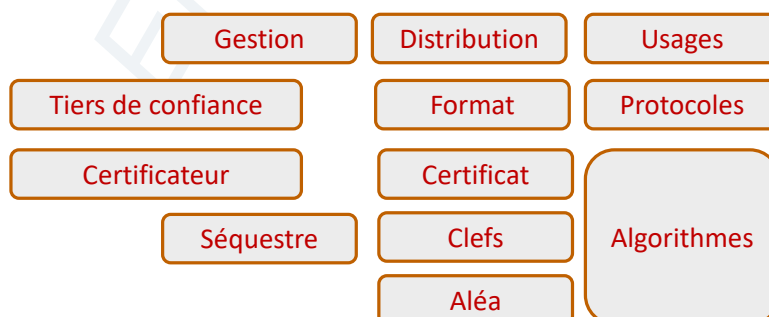 Gestion
Distribution
Usages
Tiers de confiance
Format
Protocoles
Certificateur
Certificat
Séquestre
Clefs
Algorithmes
Aléa